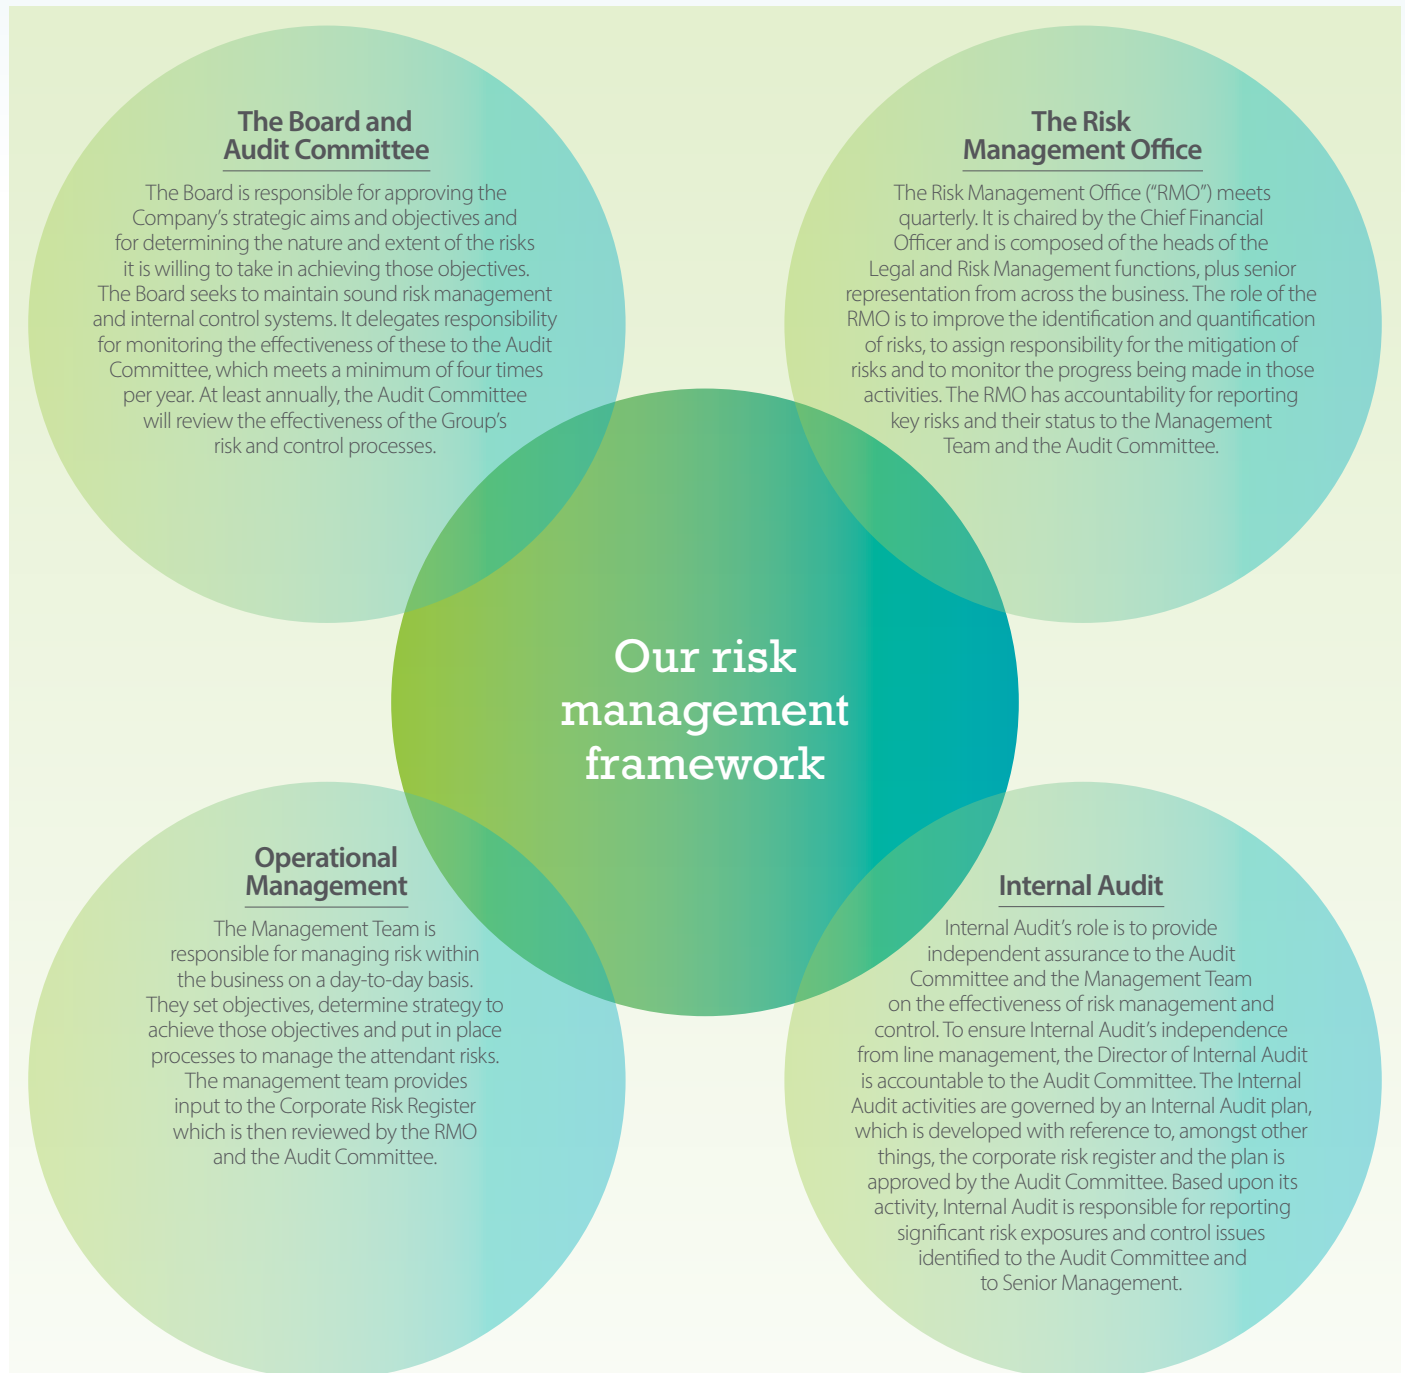 The Board and
Audit Committee
The Board is responsible for approving the
Company’s strategic aims and objectives and
for determining the nature and extent of the risks
it is willing to take in achieving those objectives.
The Board seeks to maintain sound risk management
and internal control systems. It delegates responsibility
for monitoring the effectiveness of these to the Audit
Committee, which meets a minimum of four times
per year. At least annually, the Audit Committee
will review the effectiveness of the Group’s
risk and control processes.
The Risk
Management Office
The Risk Management Office (“RMO”) meets
quarterly. It is chaired by the Chief Financial
Officer and is composed of the heads of the
Legal and Risk Management functions, plus senior
representation from across the business. The role of the
RMO is to improve the identification and quantification
of risks, to assign responsibility for the mitigation of
risks and to monitor the progress being made in those
activities. The RMO has accountability for reporting
key risks and their status to the Management
Team and the Audit Committee.
Our risk
management
framework
Operational
Management
The Management Team is
responsible for managing risk within
the business on a day-to-day basis.
They set objectives, determine strategy to
achieve those objectives and put in place
processes to manage the attendant risks.
The management team provides
input to the Corporate Risk Register
which is then reviewed by the RMO
and the Audit Committee.
Internal Audit
Internal Audit’s role is to provide
independent assurance to the Audit
Committee and the Management Team
on the effectiveness of risk management and
control. To ensure Internal Audit’s independence
from line management, the Director of Internal Audit
is accountable to the Audit Committee. The Internal
Audit activities are governed by an Internal Audit plan,
which is developed with reference to, amongst other
things, the corporate risk register and the plan is
approved by the Audit Committee. Based upon its
activity, Internal Audit is responsible for reporting
significant risk exposures and control issues
identified to the Audit Committee and
to Senior Management.